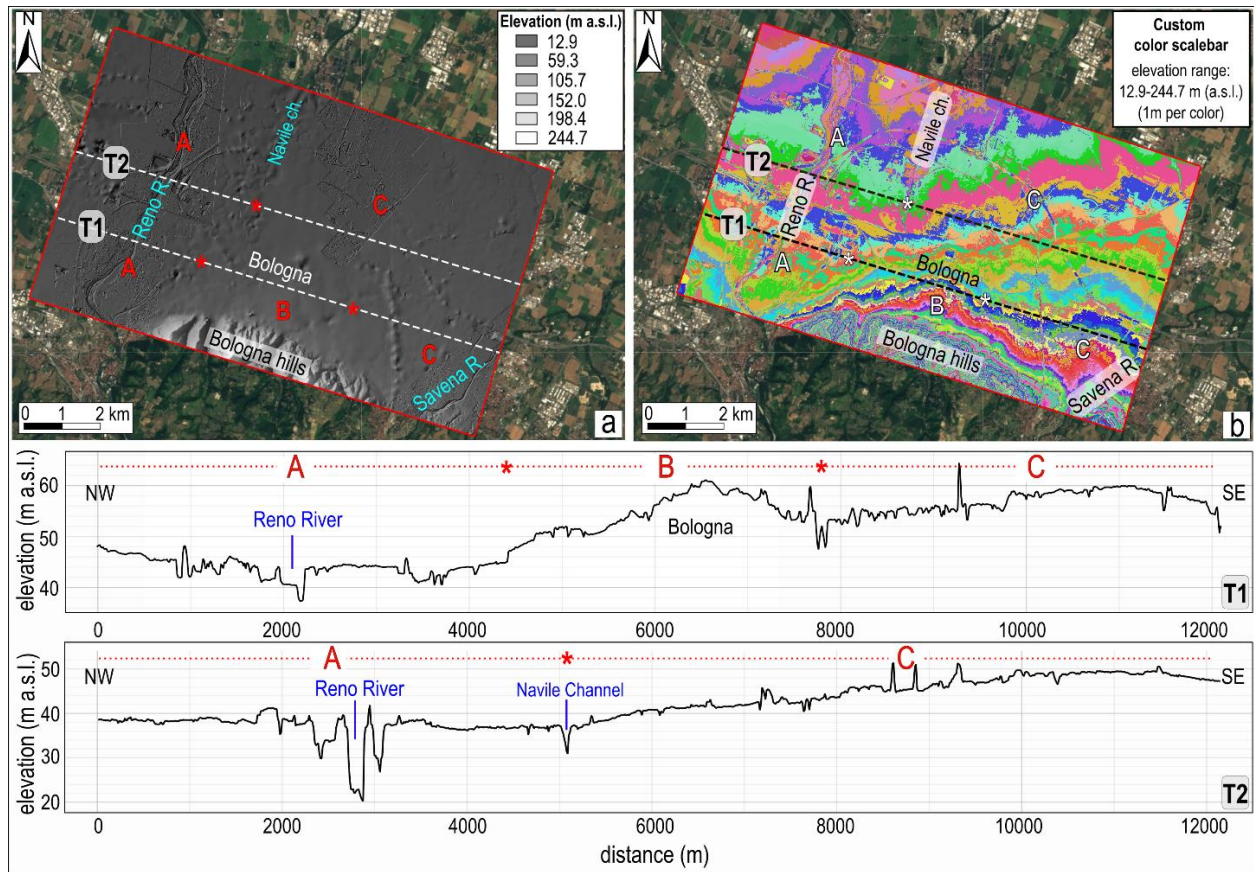 N
Elevation (m a.s.l.)
12.9
59.3
105.7
152.0
198.4
244.7
Navile ch.
A
T2
Reno R.
*
C
T1
A
*
Bologna
B
*
C
Bologna hills
Savena R.
0 1 2 km
a
N
Custom
color scalebar
elevation range:
12.9-244.7 m (a.s.l.)
(1m per color)
Navile ch.
A
T2
Reno R.
*
C
T1
A
*
Bologna
B
*
C
Bologna hills
Savena R.
0 1 2 km
b
elevation (m a.s.l.)
60
50
40
A * B * C
NW
SE
Reno River
Bologna
T1
0 2000 4000 6000 8000 10000 12000
elevation (m a.s.l.)
50
40
30
20
A * C
NW
SE
Reno River
Navile Channel
T2
0 2000 4000 6000 8000 10000 12000
distance (m)